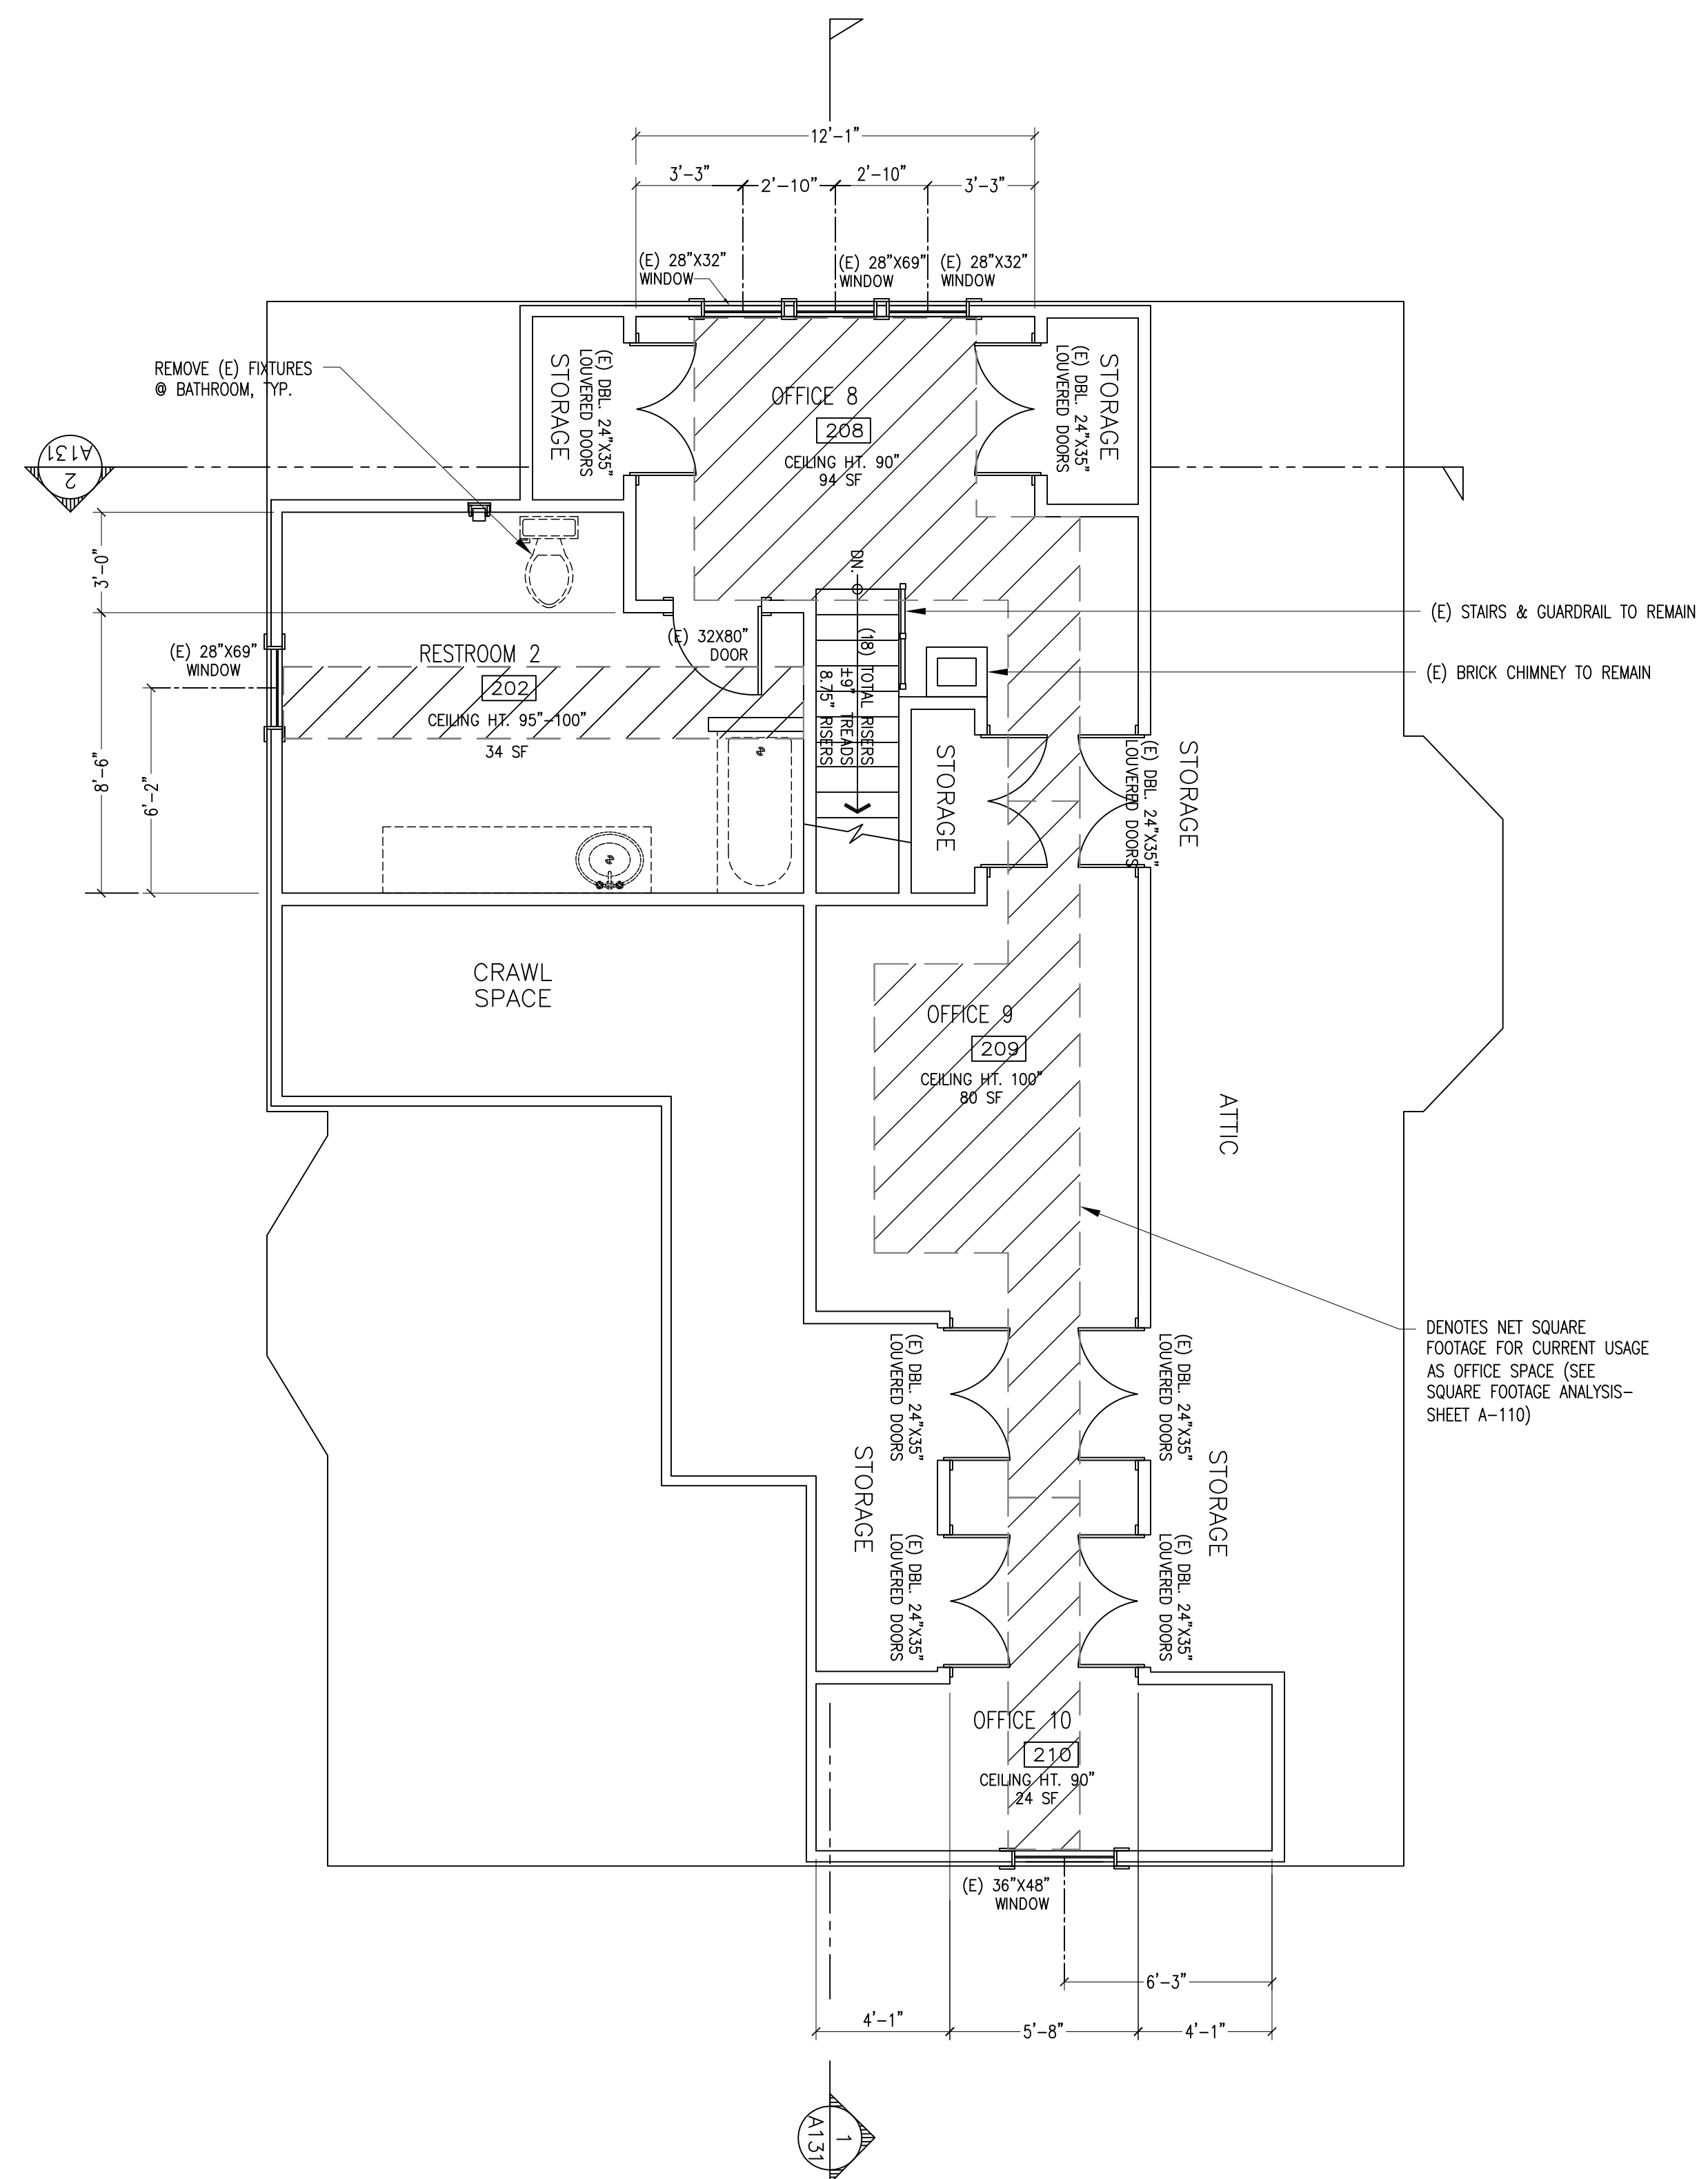 12'-1"
3'-3"
2'-10"
2'-10"
3'-3"
(E) 28"X32"
WINDOW
(E) 28"X69"
WINDOW
(E) 28"X32"
WINDOW
REMOVE (E) FIXTURES
@ BATHROOM, TYP.
STORAGE
(E) DBL. 24"X35"
LOUVERED DOORS
OFFICE 8
208
CEILING HT. 90"
94 SF
(E) DBL. 24"X35"
LOUVERED DOORS
STORAGE
2
A131
3'-0"
8'-6"
6'-2"
(E) 28"X69"
WINDOW
RESTROOM 2
202
CEILING HT. 95"-100"
34 SF
(E) 32X80"
DOOR
DN.
(18) TOTAL RISERS
±9" TREADS
8.75" RISERS
(E) STAIRS & GUARDRAIL TO REMAIN
(E) BRICK CHIMNEY TO REMAIN
STORAGE
(E) DBL. 24"X35"
LOUVERED DOORS
STORAGE
CRAWL
SPACE
OFFICE 9
209
CEILING HT. 100"
80 SF
ATTIC
DENOTES NET SQUARE
FOOTAGE FOR CURRENT USAGE
AS OFFICE SPACE (SEE
SQUARE FOOTAGE ANALYSIS-
SHEET A-110)
(E) DBL. 24"X35"
LOUVERED DOORS
(E) DBL. 24"X35"
LOUVERED DOORS
STORAGE
STORAGE
(E) DBL. 24"X35"
LOUVERED DOORS
(E) DBL. 24"X35"
LOUVERED DOORS
OFFICE 10
210
CEILING HT. 90"
24 SF
(E) 36"X48"
WINDOW
6'-3"
4'-1"
5'-8"
4'-1"
1
A131